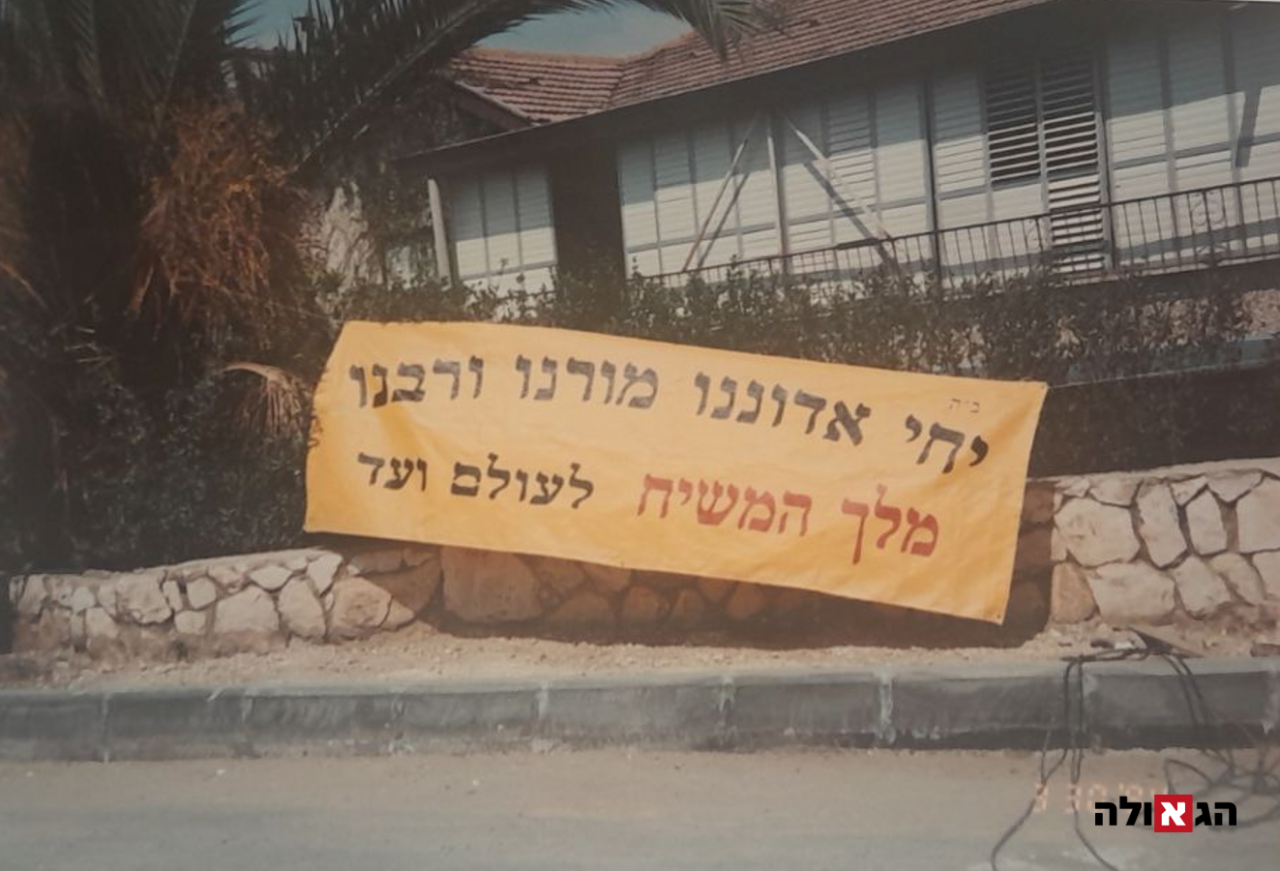 ב״ה
יחי אדוננו מורנו ורבנו
מלך המשיח לעולם ועד
הגאולה